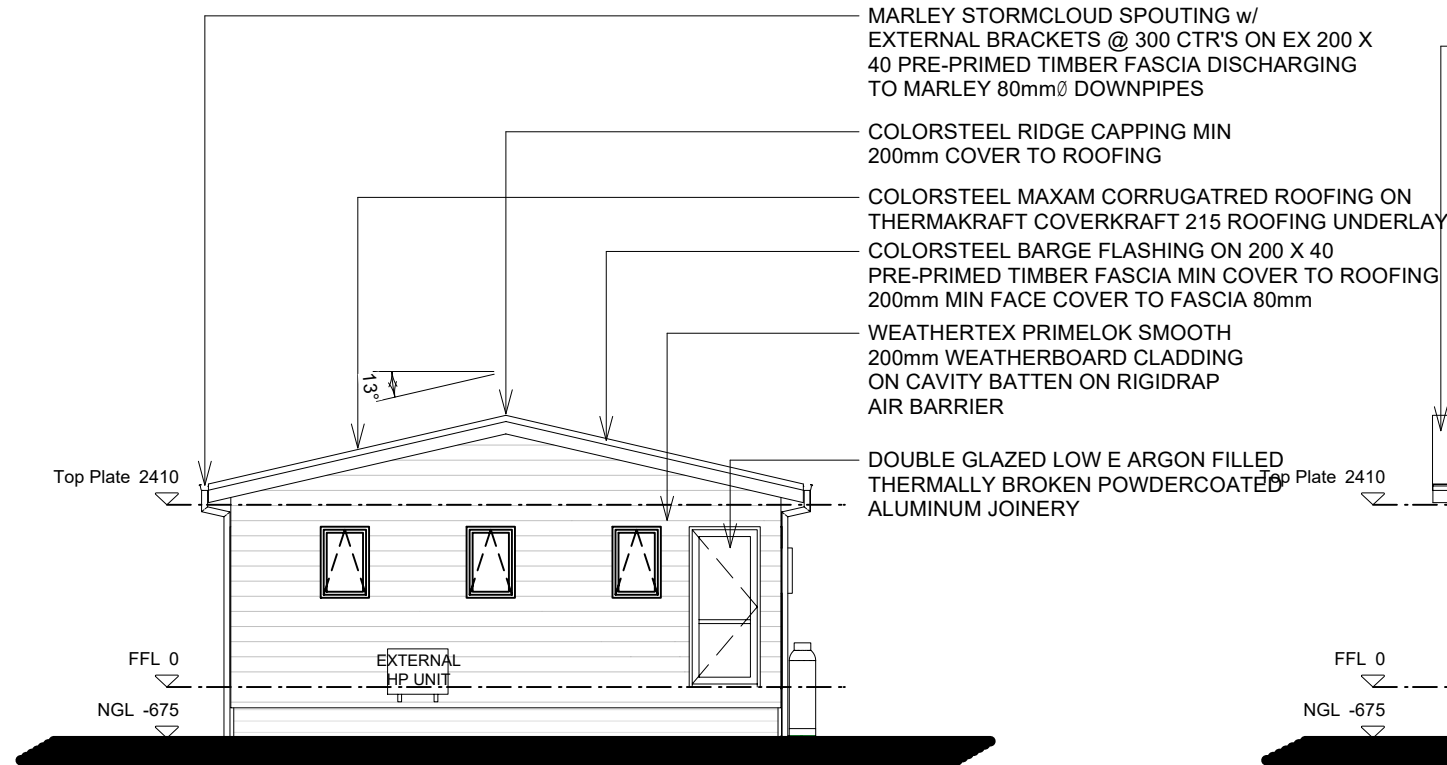 MARLEY STORMCLOUD SPOUTING w/
EXTERNAL BRACKETS @ 300 CTR'S ON EX 200 X
40 PRE-PRIMED TIMBER FASCIA DISCHARGING
TO MARLEY 80mm∅ DOWNPIPES
COLORSTEEL RIDGE CAPPING MIN
200mm COVER TO ROOFING
COLORSTEEL MAXAM CORRUGATRED ROOFING ON
THERMAKRAFT COVERKRAFT 215 ROOFING UNDERLAY
COLORSTEEL BARGE FLASHING ON 200 X 40
PRE-PRIMED TIMBER FASCIA MIN COVER TO ROOFING
200mm MIN FACE COVER TO FASCIA 80mm
WEATHERTEX PRIMELOK SMOOTH
200mm WEATHERBOARD CLADDING
ON CAVITY BATTEN ON RIGIDRAP
AIR BARRIER
DOUBLE GLAZED LOW E ARGON FILLED
THERMALLY BROKEN POWDERCOATED
ALUMINUM JOINERY
13°
Top Plate 2410
FFL 0
NGL -675
EXTERNAL
HP UNIT
Top Plate 2410
FFL 0
NGL -675